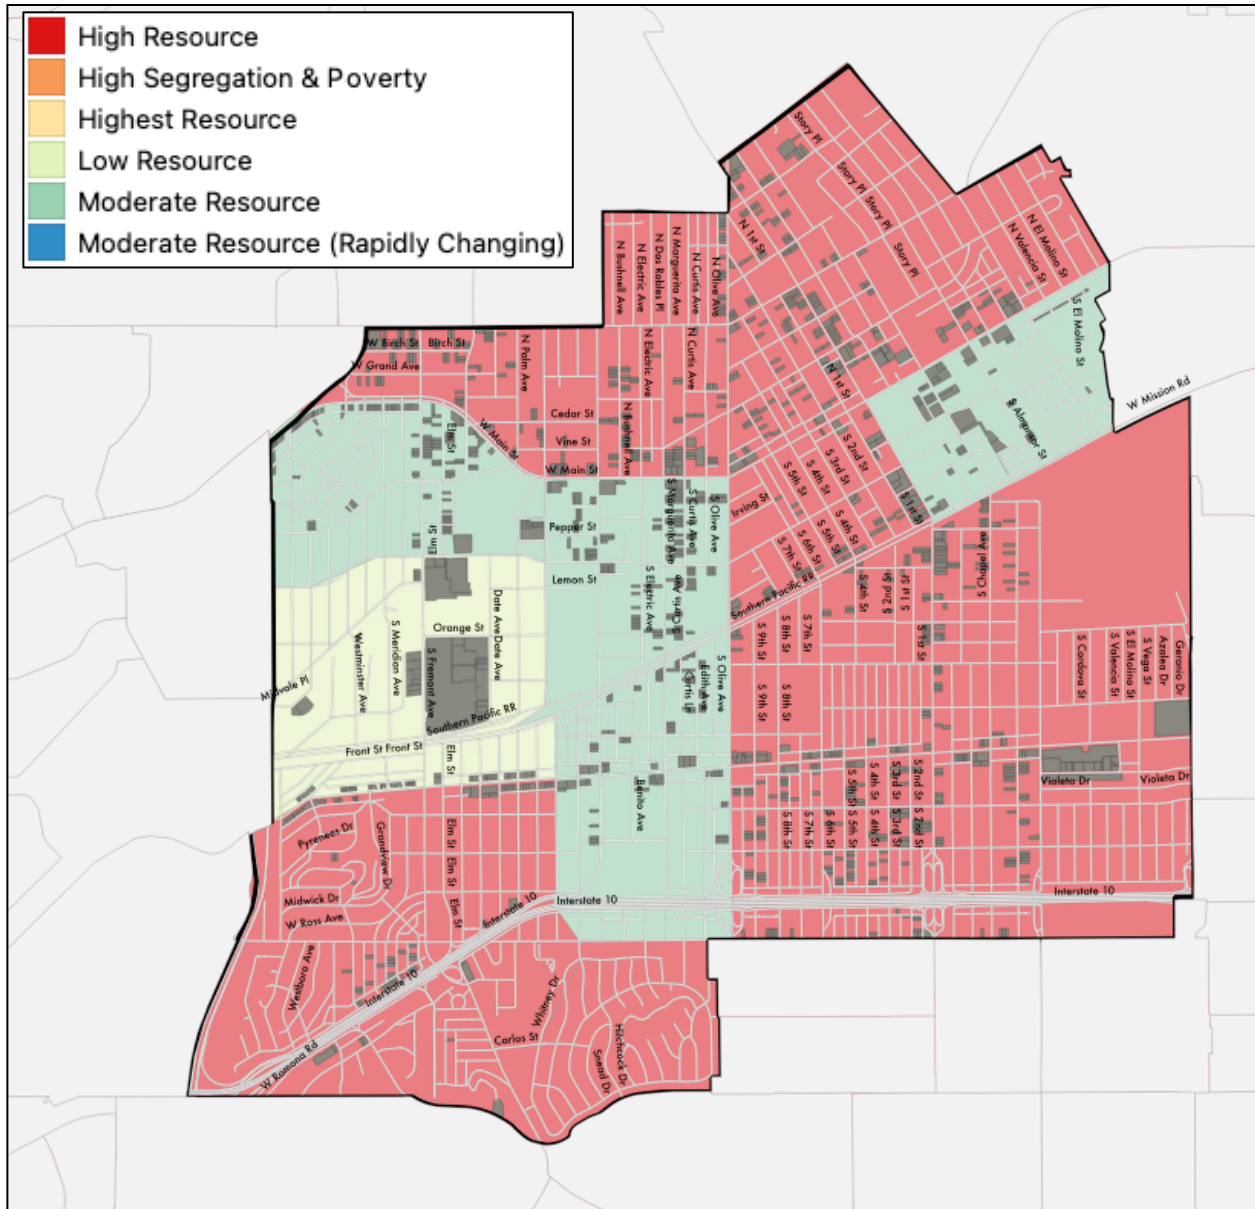 High Resource
High Segregation & Poverty
Highest Resource
Low Resource
Moderate Resource
Moderate Resource (Rapidly Changing)
Story Pl
Story Pl
Story Pl
Story Pl
N 1st St
N El Molino St
N Valencia St
N Bushnell Ave
N Electric Ave
N Dos Robles Pl
N Marguerita Ave
N Curtis Ave
N Olive Ave
S El Molino St
W Mission Rd
W Birch St
Birch St
W Grand Ave
N Palm Ave
N Electric Ave
N Curtis Ave
N 1st St
Cedar St
N Bushnell Ave
Vine St
W Main St
W Main St
Elm St
S Almansor St
S 2nd St
S 3rd St
S 4th St
S 5th St
S 1st St
Irving St
S 4th St
S 5th St
S 6th St
S 7th St
S Marguerita Ave
S Curtis Ave
S Olive Ave
Pepper St
Elm St
Lemon St
S Electric Ave
S Curtis Ave
Southern Pacific RR
S 4th St
S 2nd St
S 1st St
S Chapel Ave
Date Ave
Date Ave
Orange St
S Meridian Ave
Westminster Ave
S Fremont Ave
Midvale Pl
Southern Pacific RR
Front St
Front St
Elm St
S 9th St
S 8th St
S 7th St
S 1st St
S Cordova St
S Valencia St
S El Molino St
S Vega St
Azalea Dr
Geranio Dr
Edith Ave
Curtis Ln
S Olive Ave
S 9th St
S 8th St
Benito Ave
S 5th St
S 4th St
S 3rd St
S 2nd St
Violeta Dr
Violeta Dr
S 8th St
S 7th St
S 6th St
S 5th St
S 4th St
S 3rd St
S 2nd St
Pyrenees Dr
Grandview Dr
Elm St
Elm St
Elm St
Midwick Dr
W Ross Ave
Interstate 10
Interstate 10
Interstate 10
Westboro Ave
Interstate 10
Whitney Dr
Carlos St
W Ramona Rd
Hitchcock Dr
Snead Dr